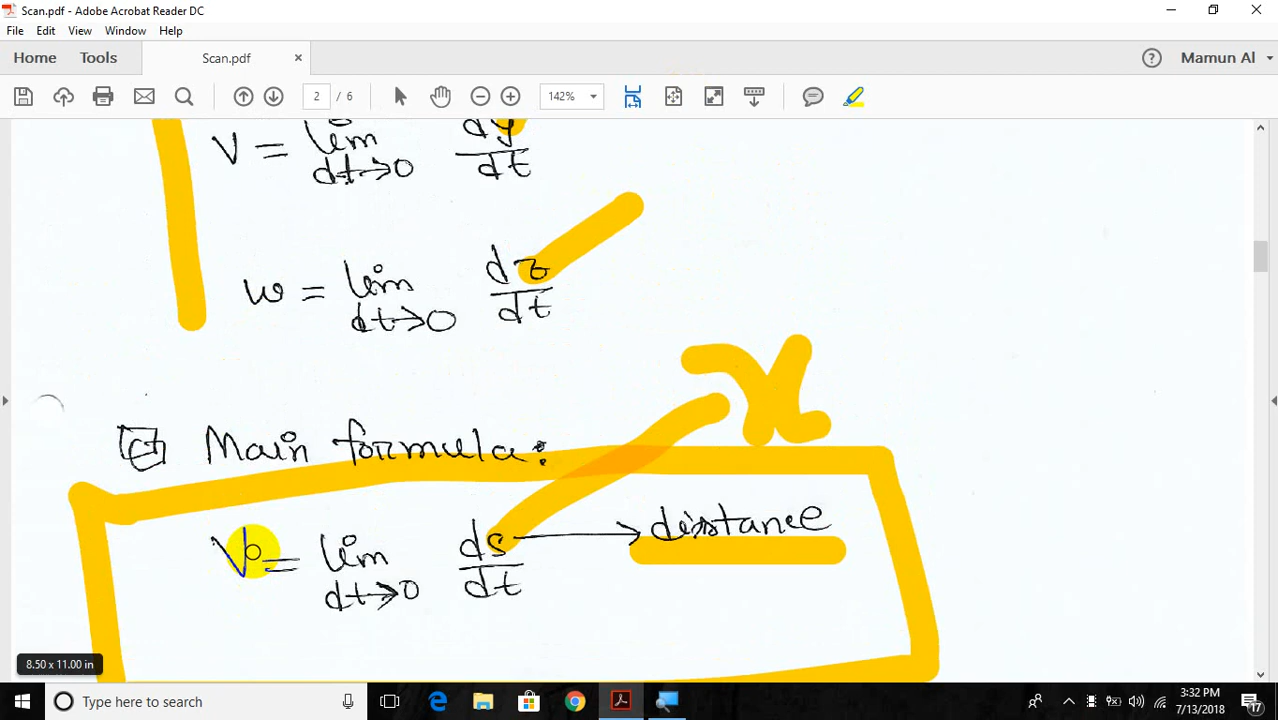 Scan.pdf - Adobe Acrobat Reader DC
File Edit View Window Help
Home Tools Scan.pdf × Mamun Al
2 / 6 142%
V = lim dy/dt
dt→0
w = lim dz/dt
dt→0
x
Main formula:
V = lim ds/dt → distance
dt→0
8.50 x 11.00 in
Type here to search
3:32 PM
7/13/2018
17